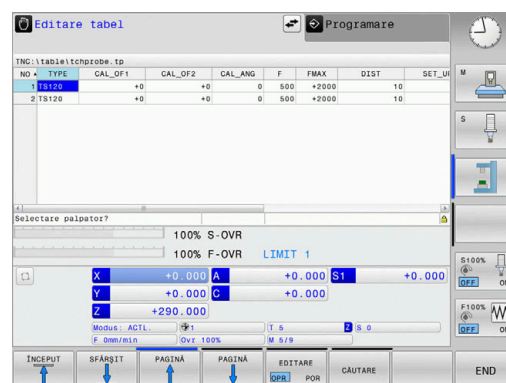 Editare tabel
Programare
TNC:\table\tchprobe.tp
NO TYPE CAL_OF1 CAL_OF2 CAL_ANG F FMAX DIST
1 TS120 +0 +0 0 500 +2000 10
2 TS120 +0 +0 0 500 +2000 10
Selectare palpator?
100% S-OVR
100% F-OVR LIMIT 1
X +0.000 A +0.000 S1 +0.000
Y +0.000 C +0.000
Z +290.000
Modus: ACTL. 1 T 5 Z S 0
F 0mm/min Ovr 100% M 5/9
M
S
S100%
OFF
F100%
OFF
ÎNCEPUT SFÂRŞIT PAGINĂ PAGINĂ EDITARE CĂUTARE END
OPR POR